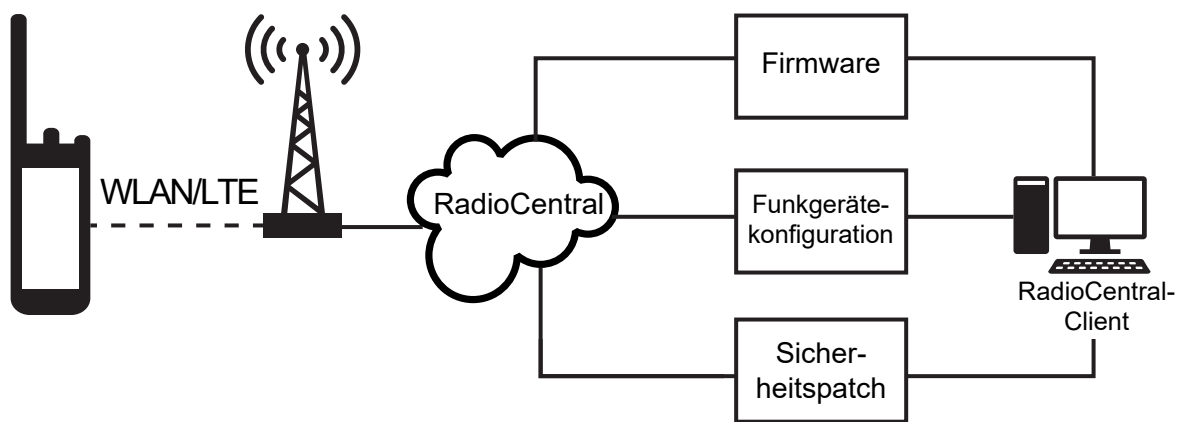 WLAN/LTE
RadioCentral
Firmware
Funkgeräte-
konfiguration
Sicher-
heitspatch
RadioCentral-
Client